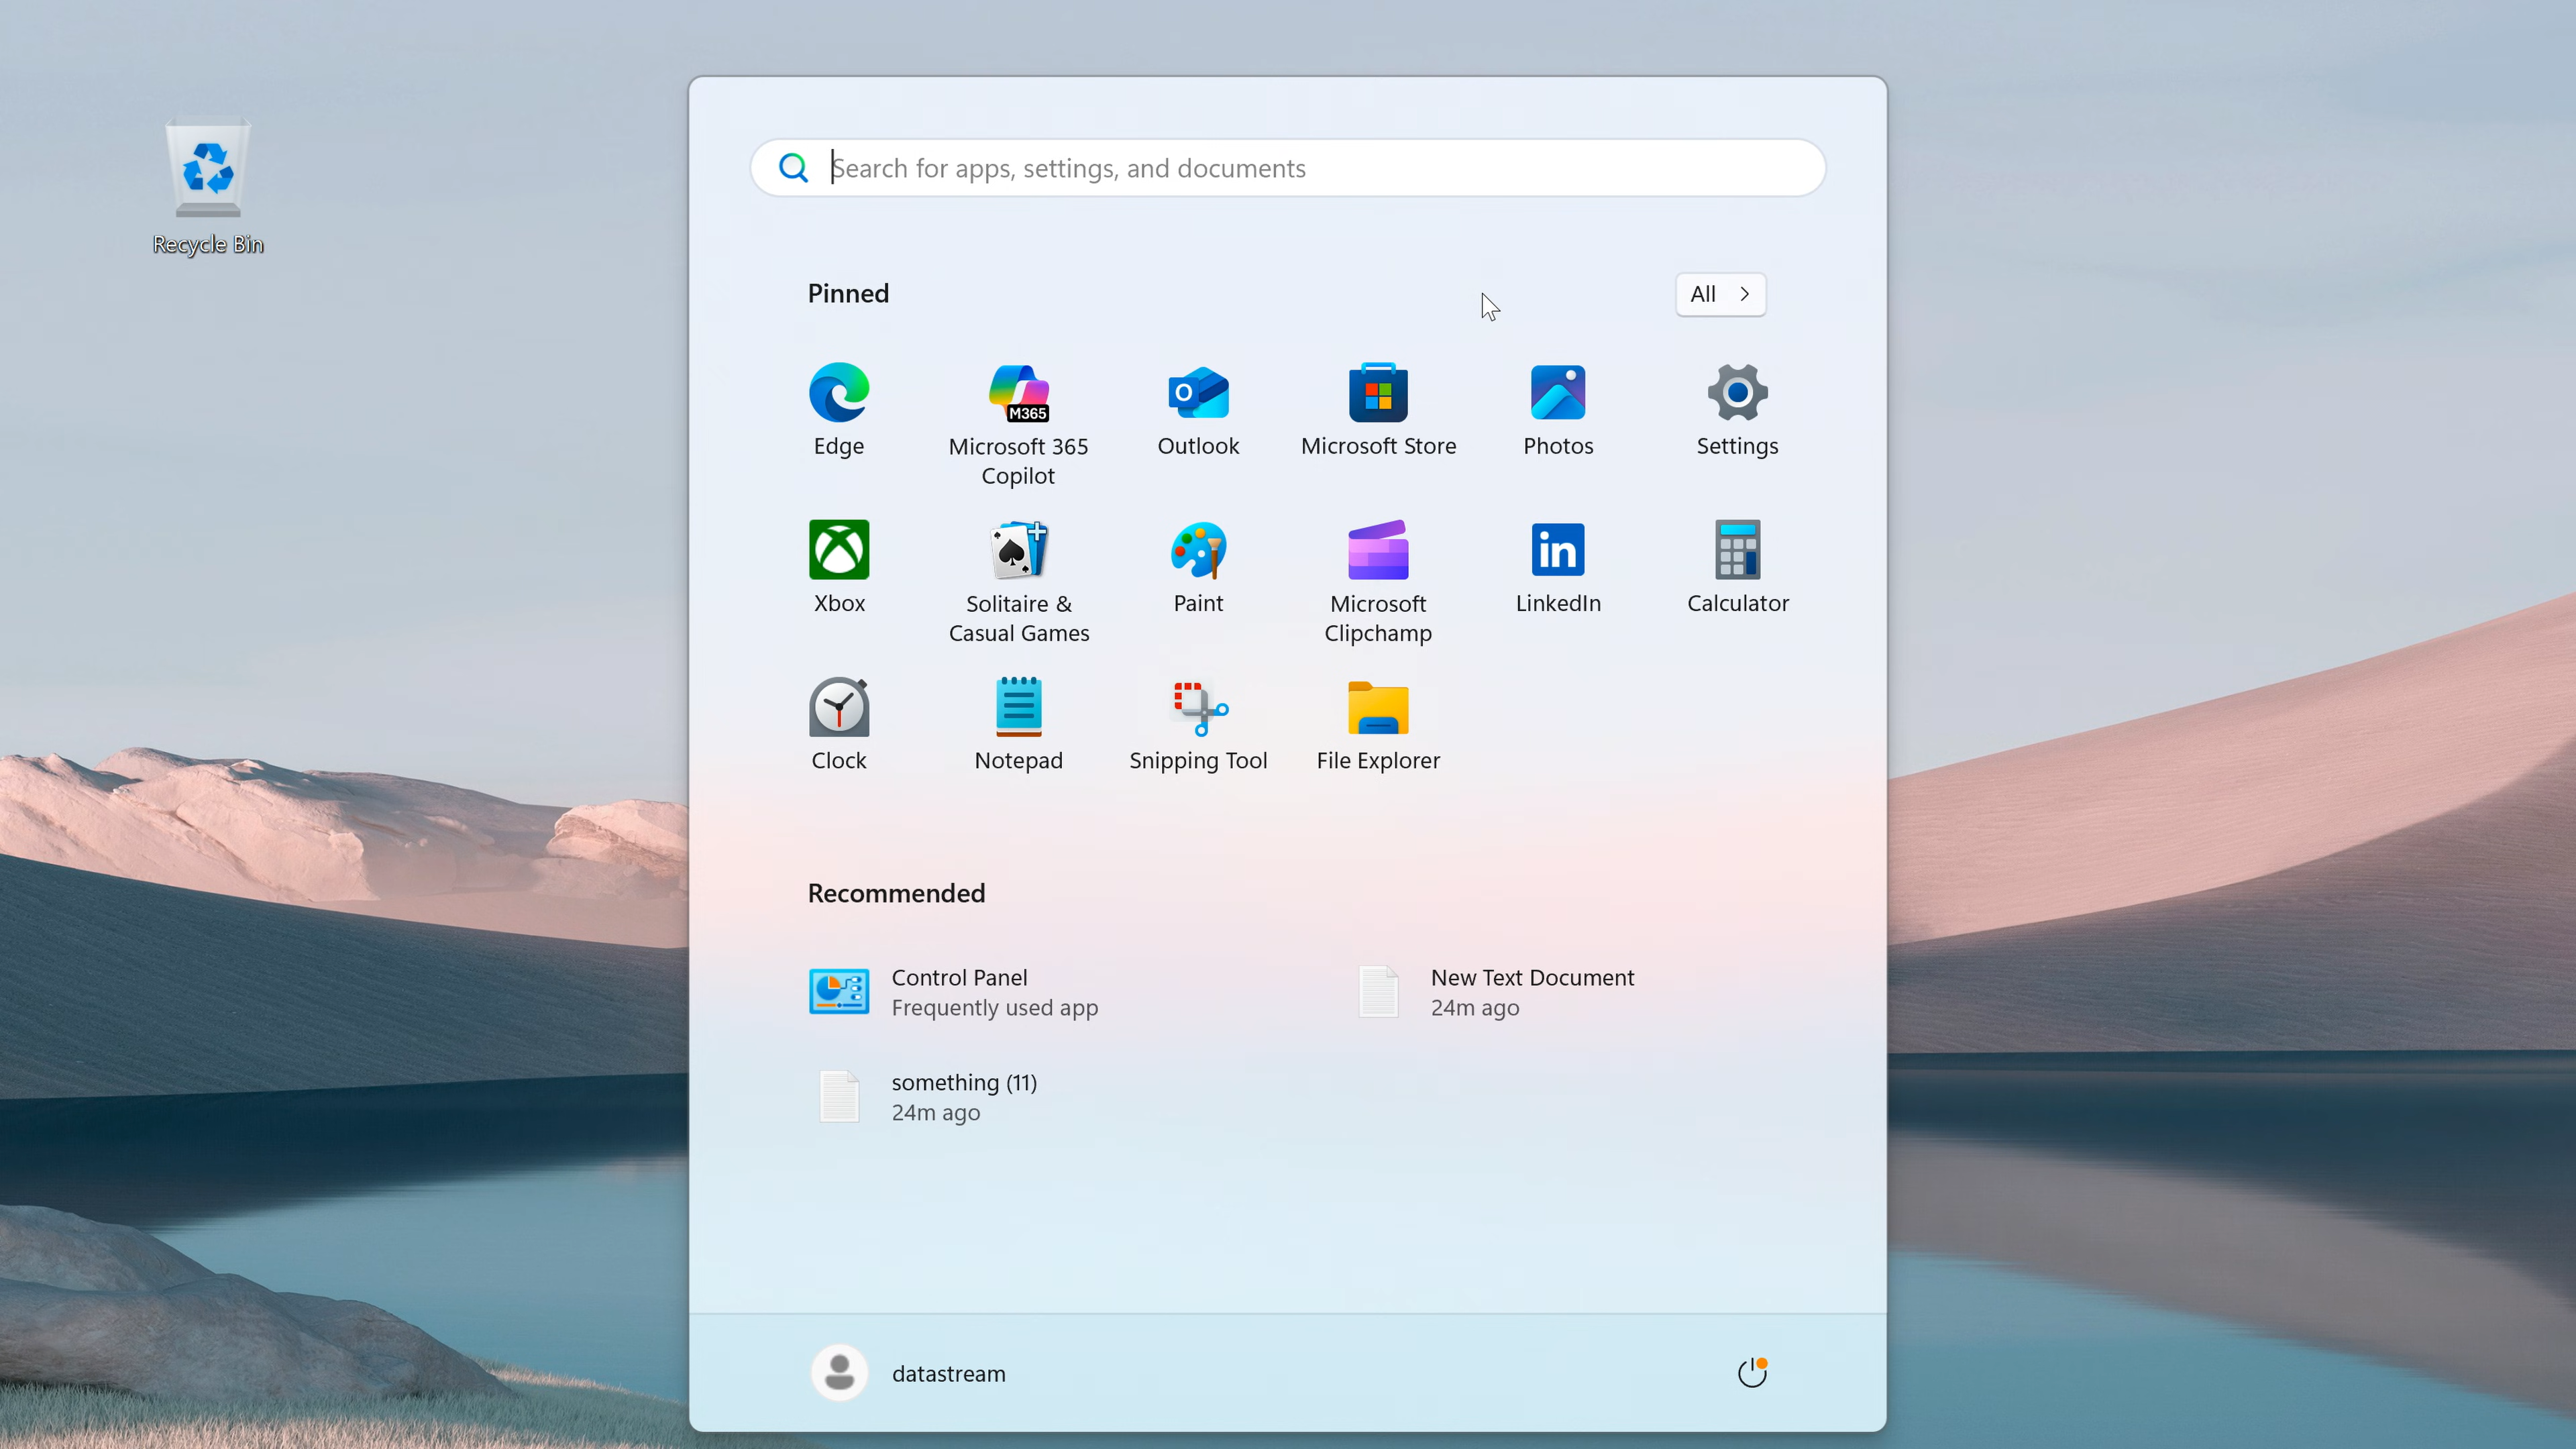 Recycle Bin
Search for apps, settings, and documents
Pinned
All
Edge
Microsoft 365
Copilot
M365
Outlook
Microsoft Store
Photos
Settings
Xbox
Solitaire &
Casual Games
Paint
Microsoft
Clipchamp
in
LinkedIn
Calculator
Clock
Notepad
Snipping Tool
File Explorer
Recommended
Control Panel
Frequently used app
New Text Document
24m ago
something (11)
24m ago
datastream